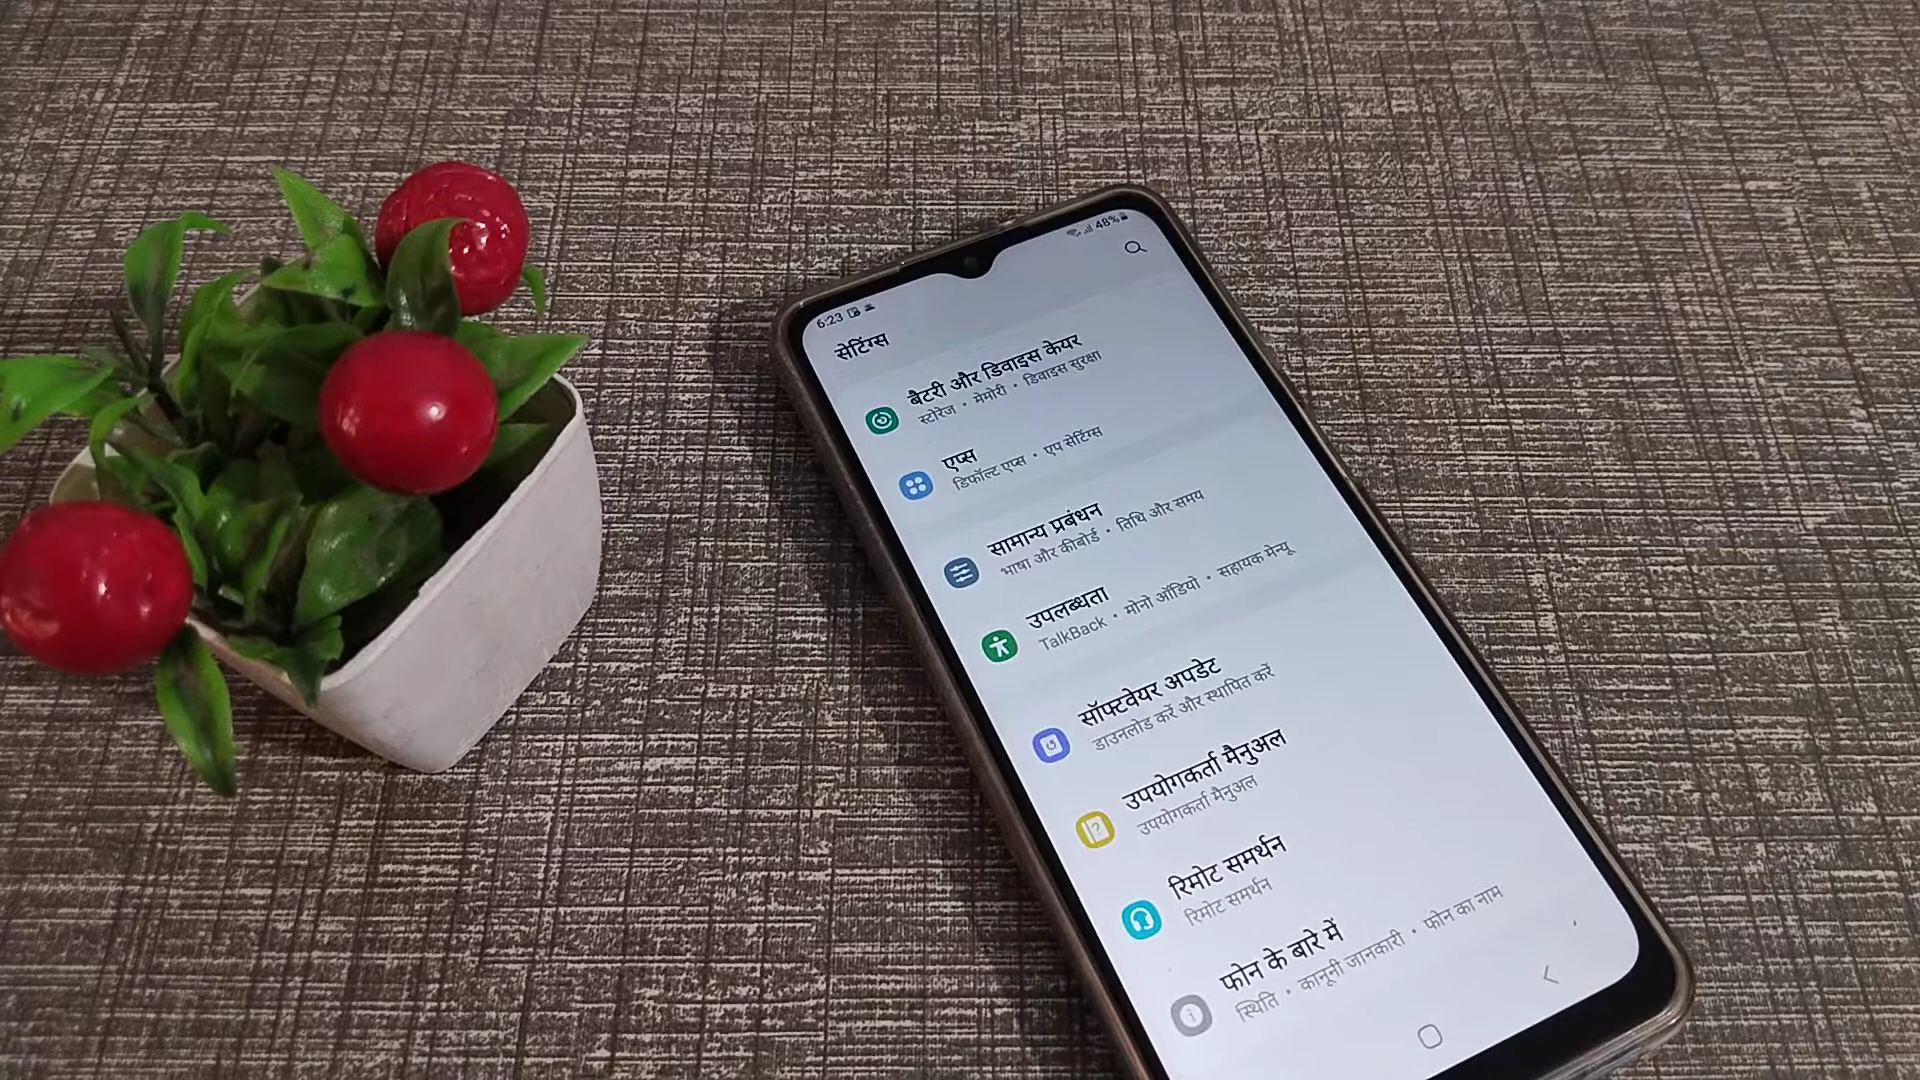 6:23
48%
सेटिंग्स
बैटरी और डिवाइस केयर
स्टोरेज • मेमोरी • डिवाइस सुरक्षा
एप्स
डिफॉल्ट एप्स • एप सेटिंग्स
सामान्य प्रबंधन
भाषा और कीबोर्ड • तिथि और समय
उपलब्धता
TalkBack • मोनो ऑडियो • सहायक मेन्यू
सॉफ्टवेयर अपडेट
डाउनलोड करें और स्थापित करें
उपयोगकर्ता मैनुअल
उपयोगकर्ता मैनुअल
रिमोट समर्थन
रिमोट समर्थन
फोन के बारे में
स्थिति • कानूनी जानकारी • फोन का नाम